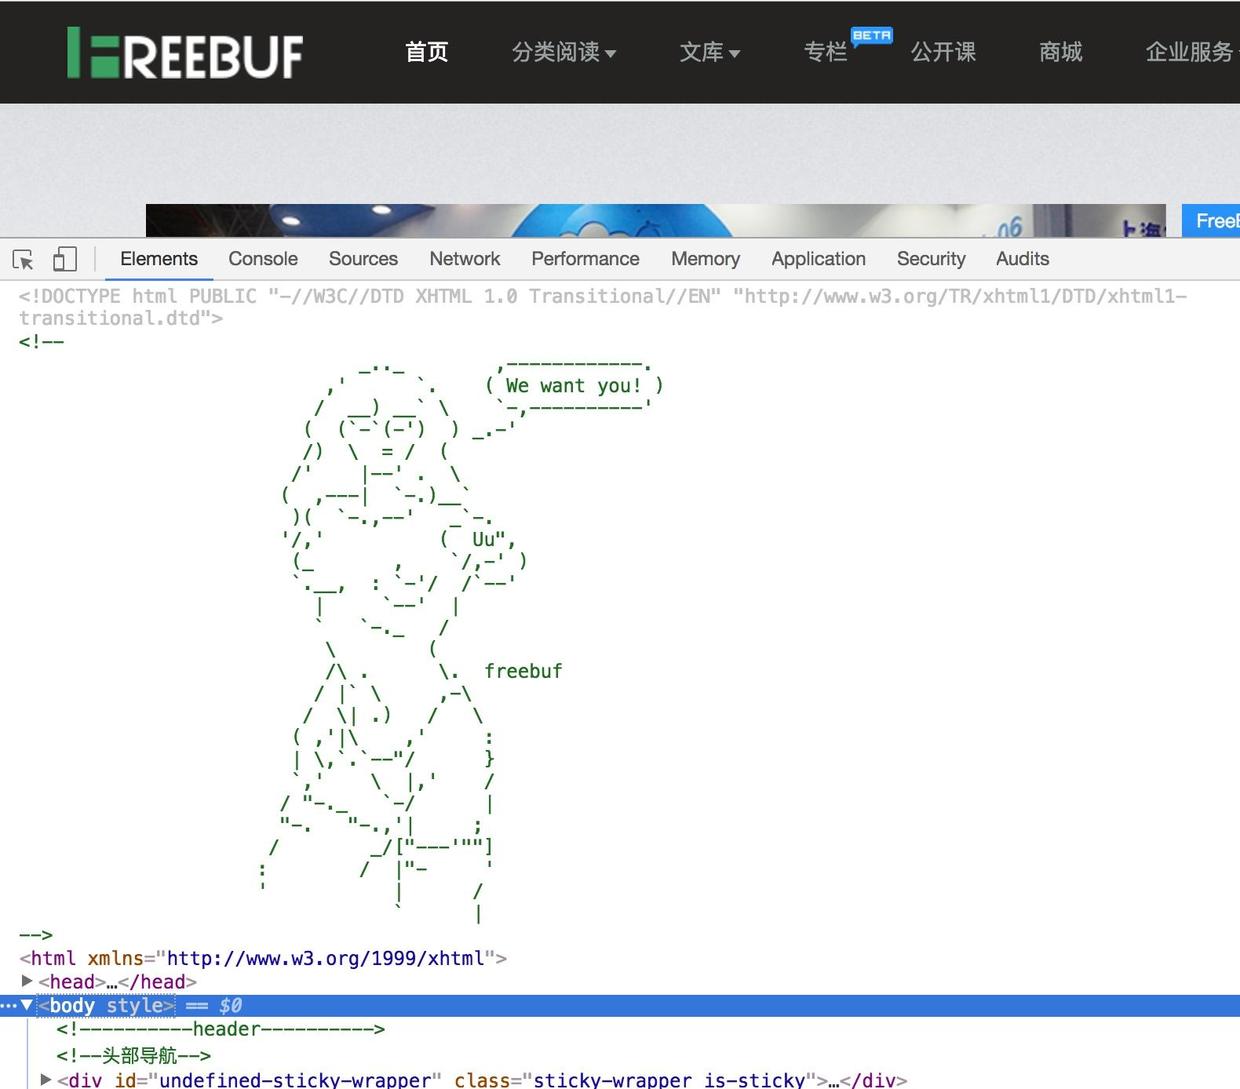 FREEBUF 首页 分类阅读 文库 专栏 BETA 公开课 商城 企业服务
06 上海
FreeB
Elements Console Sources Network Performance Memory Application Security Audits
<!DOCTYPE html PUBLIC "-//W3C//DTD XHTML 1.0 Transitional//EN" "http://www.w3.org/TR/xhtml1/DTD/xhtml1-
transitional.dtd">
<!--
We want you!
Uu"
freebuf
-->
<html xmlns="http://www.w3.org/1999/xhtml">
<head>…</head>
<body style> == $0
<!----------header---------->
<!--头部导航-->
<div id="undefined-sticky-wrapper" class="sticky-wrapper is-sticky">…</div>